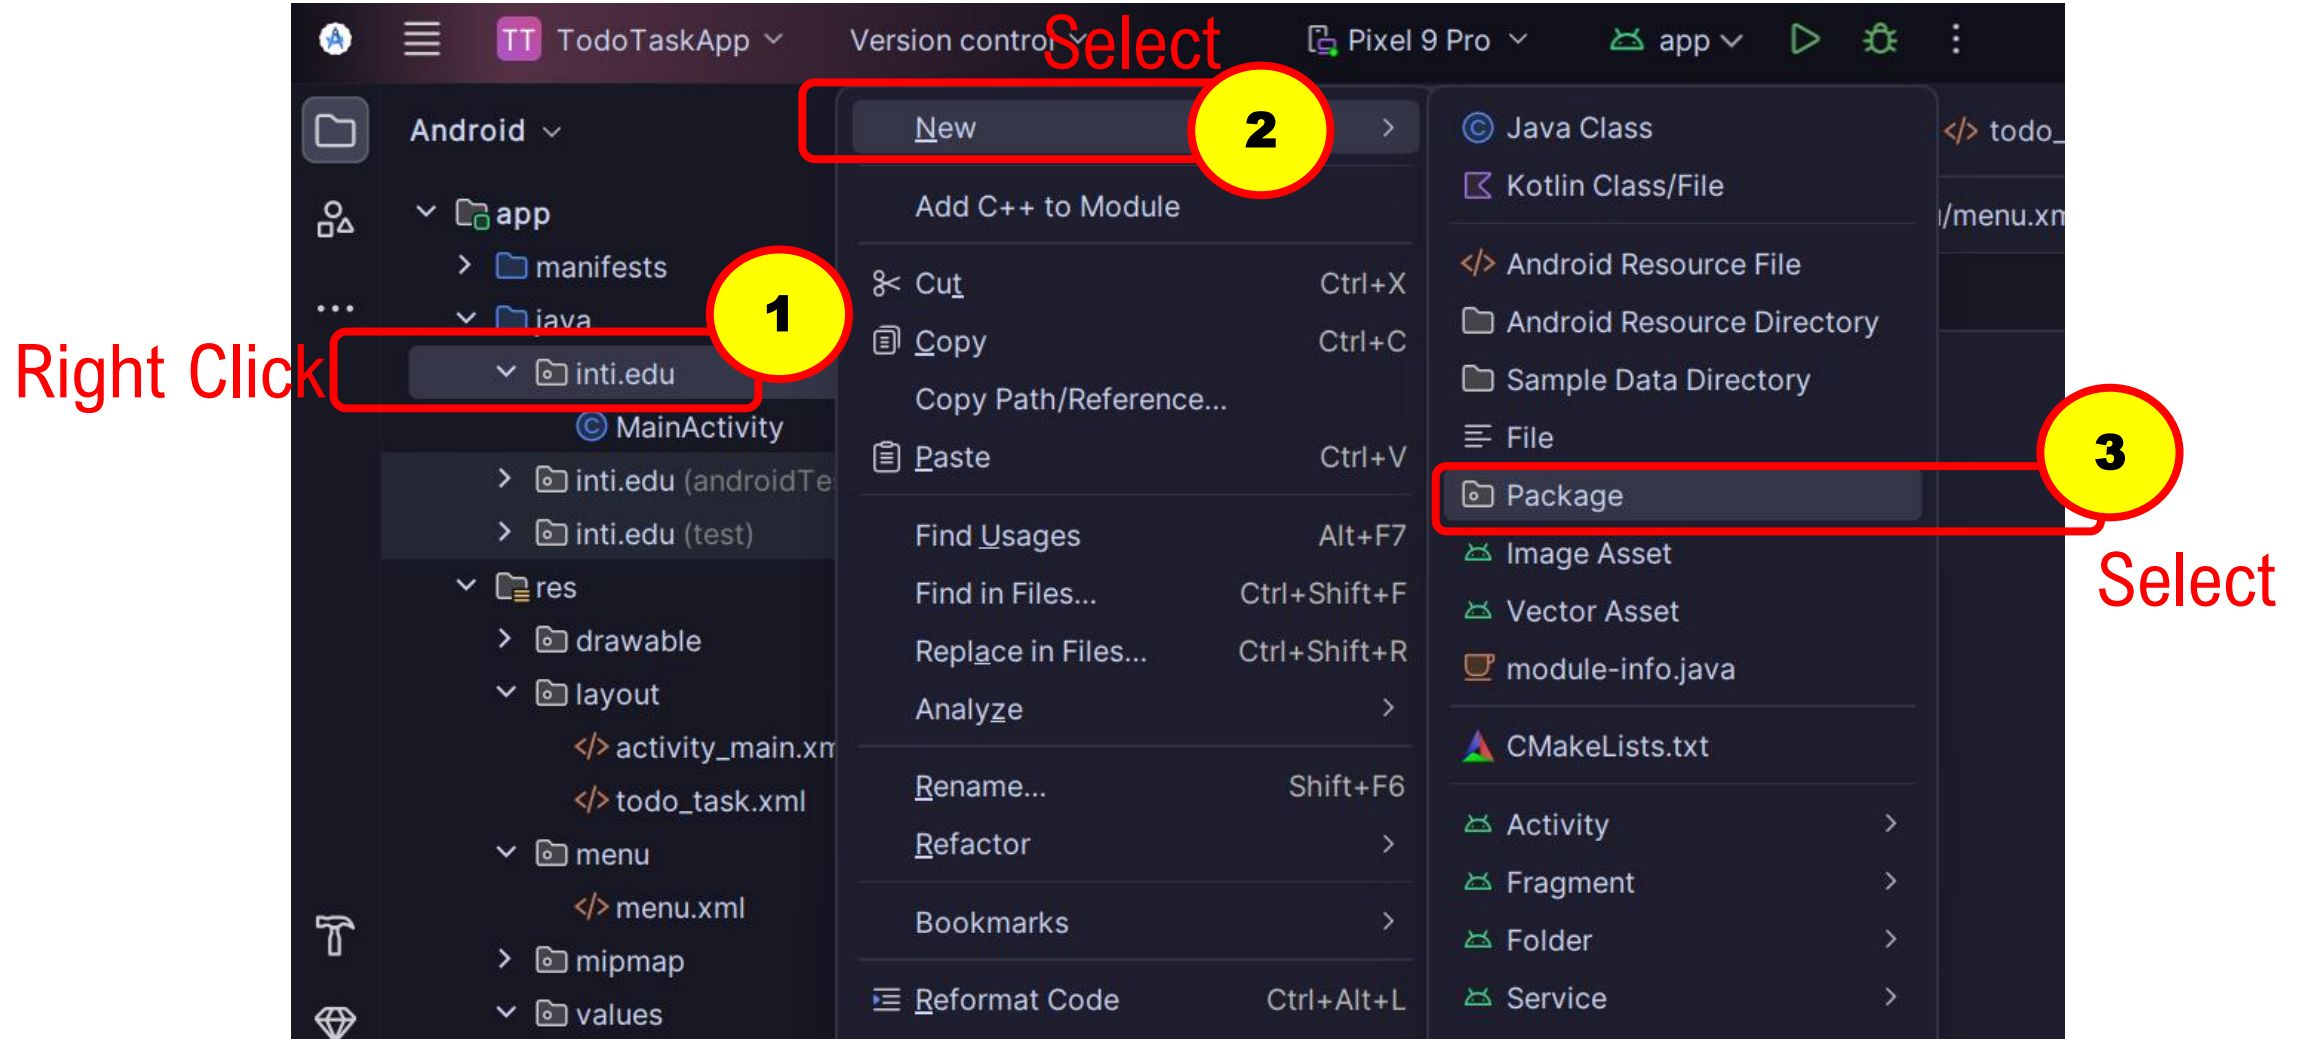 TT TodoTaskApp Version control Select Pixel 9 Pro app
Android
app
manifests
java
Right Click
1
inti.edu
MainActivity
inti.edu (androidTe
inti.edu (test)
res
drawable
layout
activity_main.xm
todo_task.xml
menu
menu.xml
mipmap
values
New
2
Add C++ to Module
Cut Ctrl+X
Copy Ctrl+C
Copy Path/Reference...
Paste Ctrl+V
Find Usages Alt+F7
Find in Files... Ctrl+Shift+F
Replace in Files... Ctrl+Shift+R
Analyze
Rename... Shift+F6
Refactor
Bookmarks
Reformat Code Ctrl+Alt+L
Java Class
Kotlin Class/File
Android Resource File
Android Resource Directory
Sample Data Directory
File
Package
3
Select
Image Asset
Vector Asset
module-info.java
CMakeLists.txt
Activity
Fragment
Folder
Service
</> todo_
/menu.xm